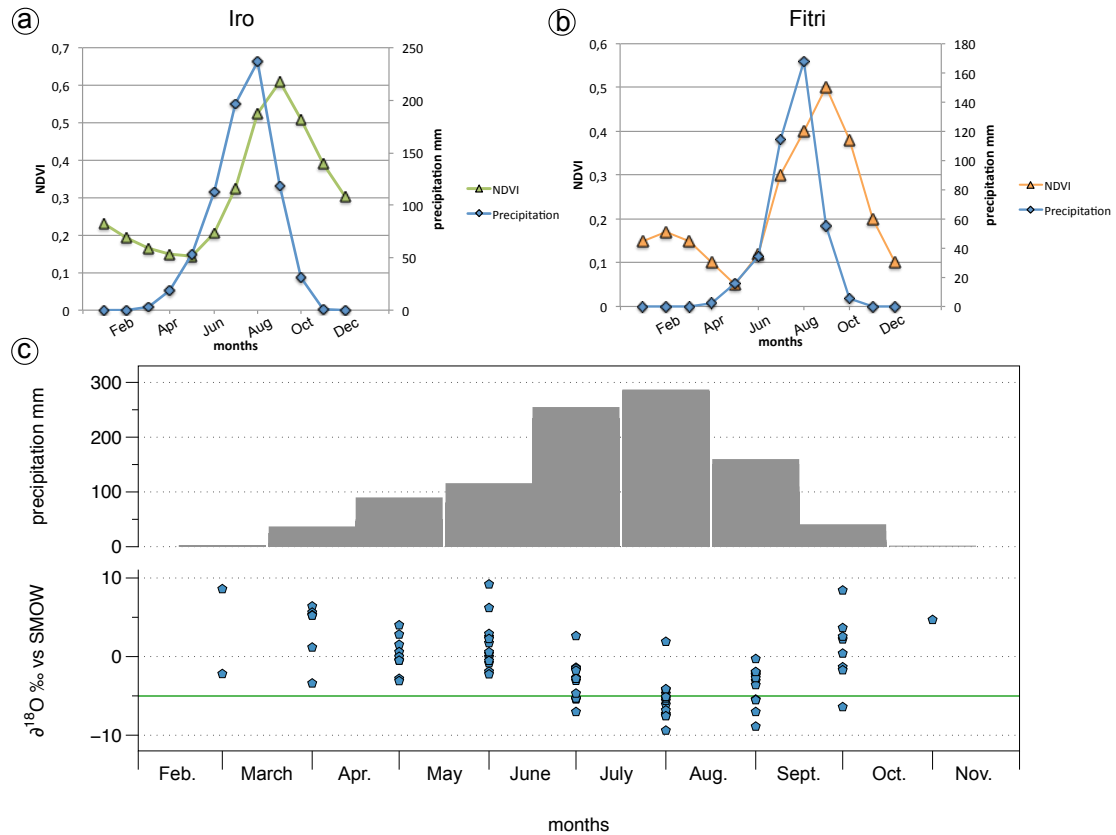 a
Iro
NDVI
0,7
0,6
0,5
0,4
0,3
0,2
0,1
0
250
200
150
100
50
0
precipitation mm
Feb Apr Jun Aug Oct Dec
months
NDVI
Precipitation
b
Fitri
NDVI
0,6
0,5
0,4
0,3
0,2
0,1
0
180
160
140
120
100
80
60
40
20
0
precipitation mm
Feb Apr Jun Aug Oct Dec
months
NDVI
Precipitation
c
precipitation mm
300
200
100
0
∂18O ‰ vs SMOW
10
0
−10
Feb. March Apr. May June July Aug. Sept. Oct. Nov.
months